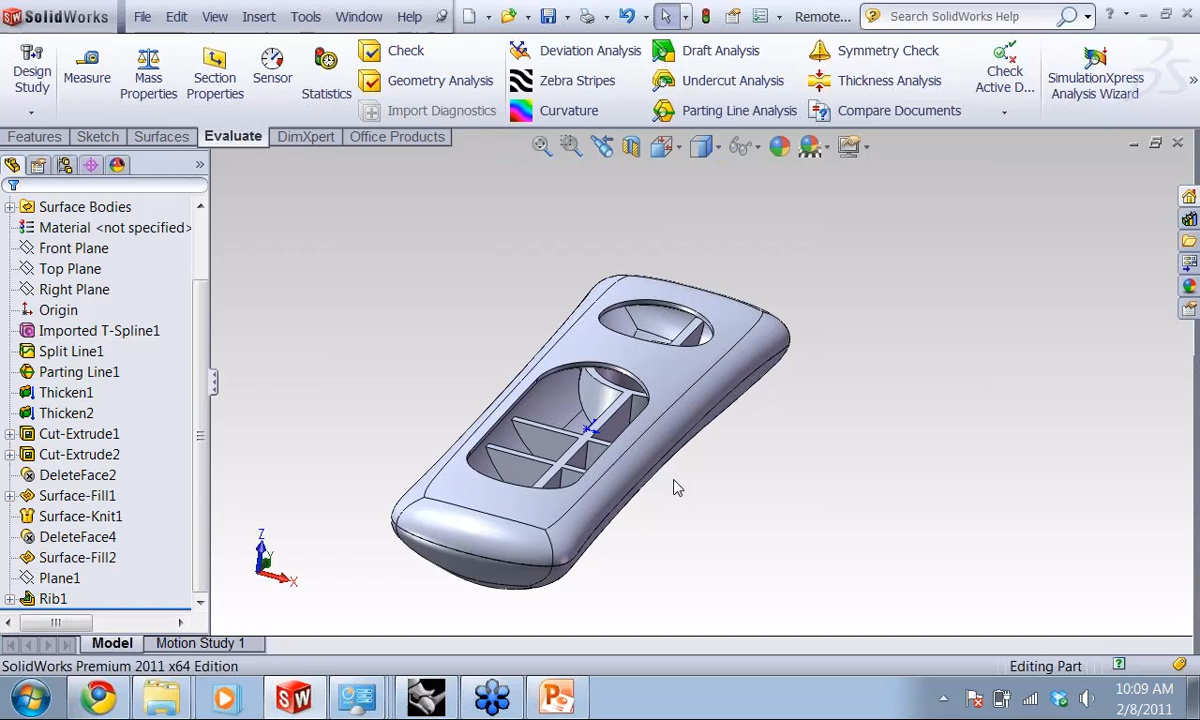 SolidWorks File Edit View Insert Tools Window Help Remote... Search SolidWorks Help
Design Study
Measure
Mass Properties
Section Properties
Sensor
Statistics
Check
Geometry Analysis
Import Diagnostics
Deviation Analysis
Zebra Stripes
Curvature
Draft Analysis
Undercut Analysis
Parting Line Analysis
Symmetry Check
Thickness Analysis
Compare Documents
Check Active D...
SimulationXpress Analysis Wizard
Features Sketch Surfaces Evaluate DimXpert Office Products
Surface Bodies
Material <not specified>
Front Plane
Top Plane
Right Plane
Origin
Imported T-Spline1
Split Line1
Parting Line1
Thicken1
Thicken2
Cut-Extrude1
Cut-Extrude2
DeleteFace2
Surface-Fill1
Surface-Knit1
DeleteFace4
Surface-Fill2
Plane1
Rib1
Z
Y
X
Model Motion Study 1
SolidWorks Premium 2011 x64 Edition Editing Part
10:09 AM
2/8/2011